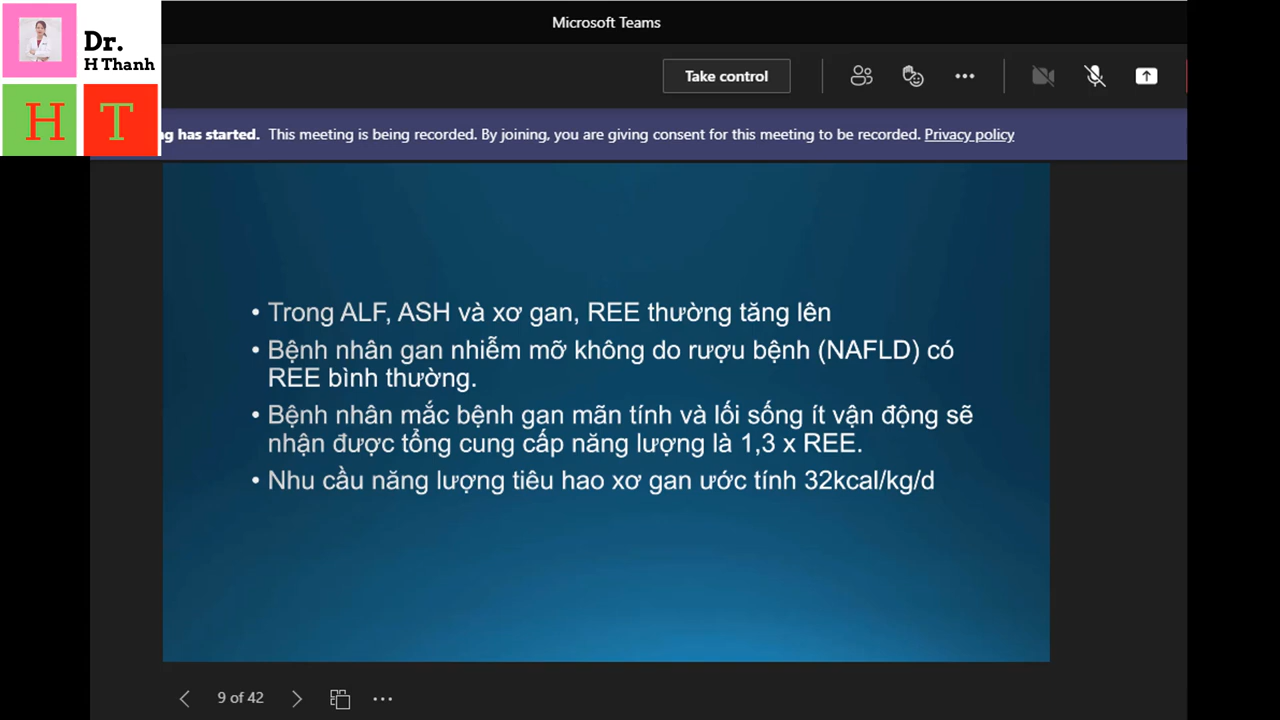 Microsoft Teams
Dr.
H Thanh
H T
Take control
ng has started. This meeting is being recorded. By joining, you are giving consent for this meeting to be recorded. Privacy policy
• Trong ALF, ASH và xơ gan, REE thường tăng lên
• Bệnh nhân gan nhiễm mỡ không do rượu bệnh (NAFLD) có
REE bình thường.
• Bệnh nhân mắc bệnh gan mãn tính và lối sống ít vận động sẽ
nhận được tổng cung cấp năng lượng là 1,3 x REE.
• Nhu cầu năng lượng tiêu hao xơ gan ước tính 32kcal/kg/d
9 of 42